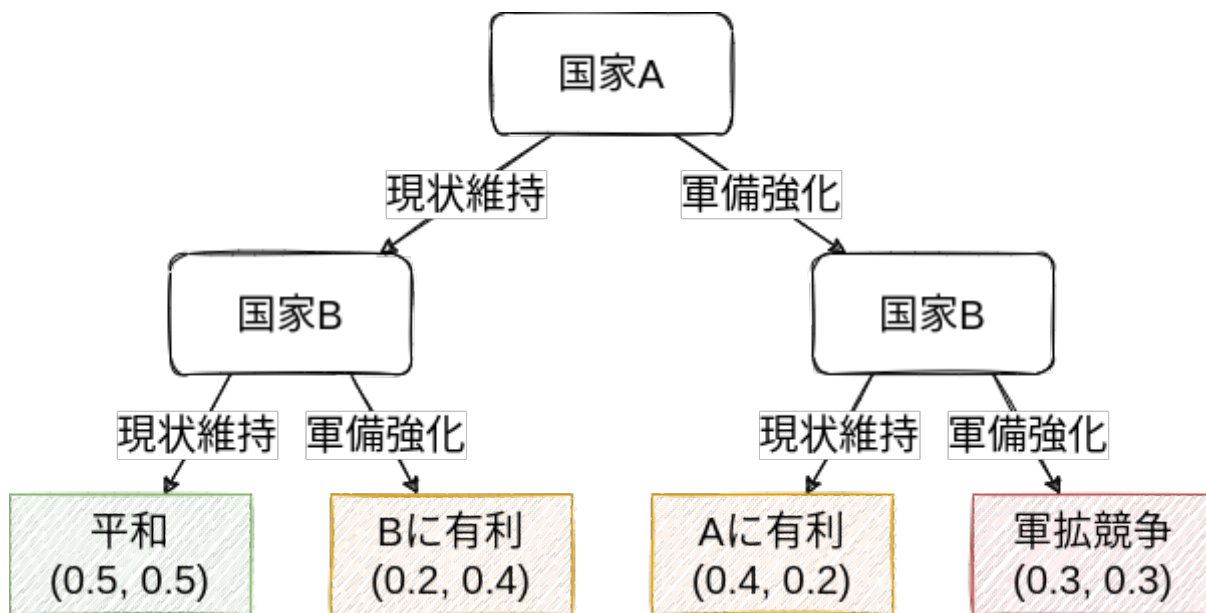 国家A
現状維持
軍備強化
国家B
国家B
現状維持
軍備強化
現状維持
軍備強化
平和
(0.5, 0.5)
Bに有利
(0.2, 0.4)
Aに有利
(0.4, 0.2)
軍拡競争
(0.3, 0.3)